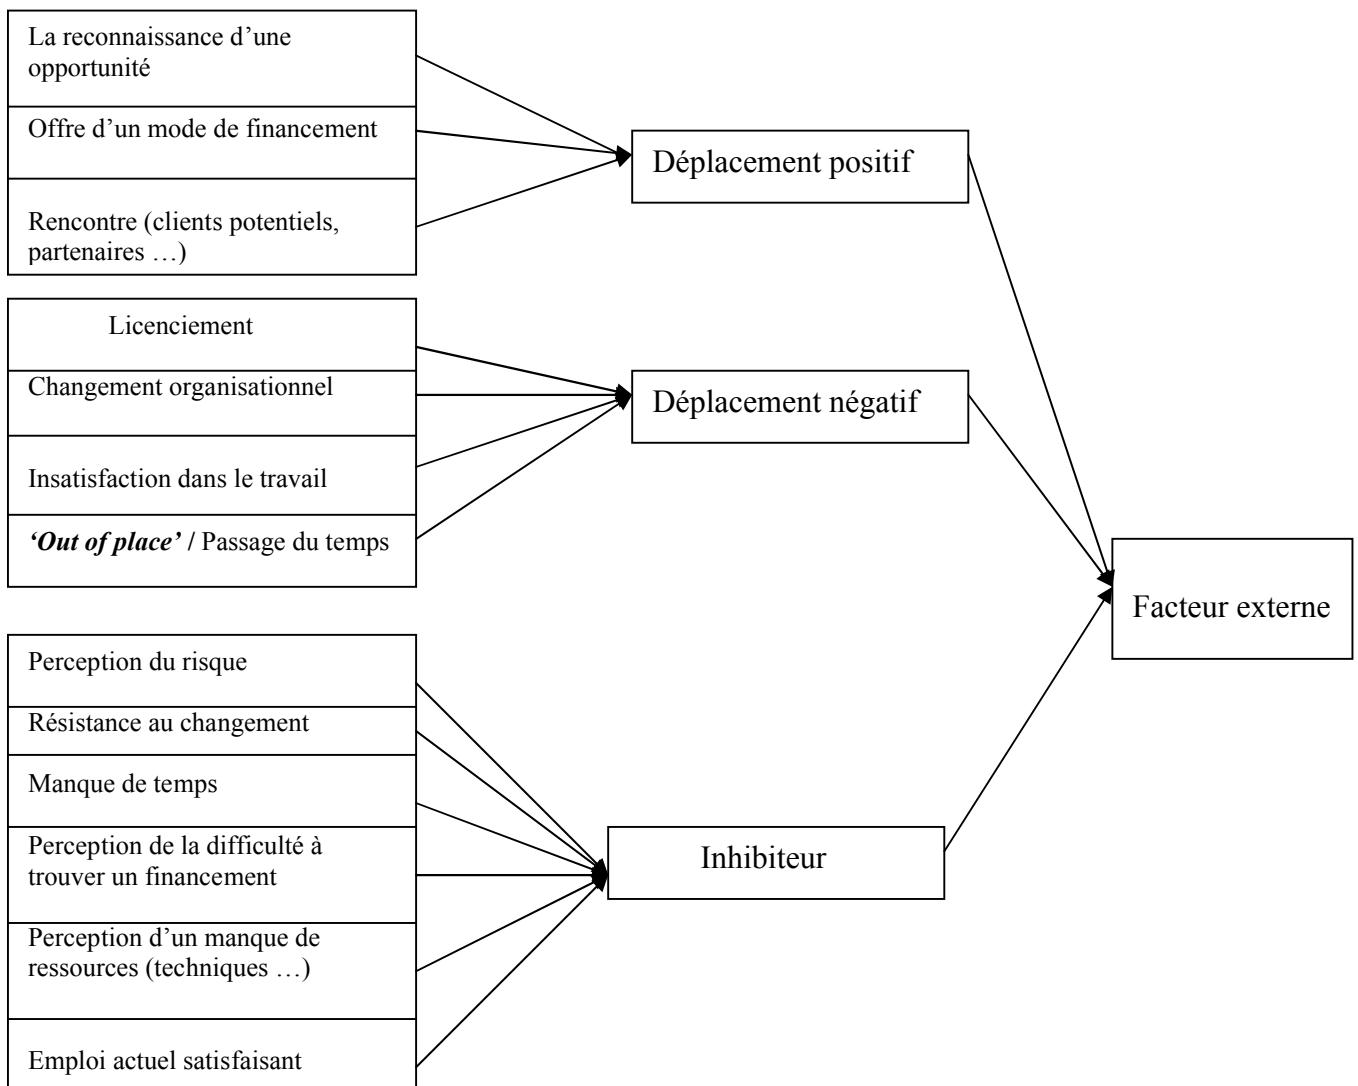 La reconnaissance d’une
opportunité
Offre d’un mode de financement
Rencontre (clients potentiels,
partenaires …)
Déplacement positif
Licenciement
Changement organisationnel
Insatisfaction dans le travail
‘Out of place’ / Passage du temps
Déplacement négatif
Perception du risque
Résistance au changement
Manque de temps
Perception de la difficulté à
trouver un financement
Perception d’un manque de
ressources (techniques …)
Emploi actuel satisfaisant
Inhibiteur
Facteur externe